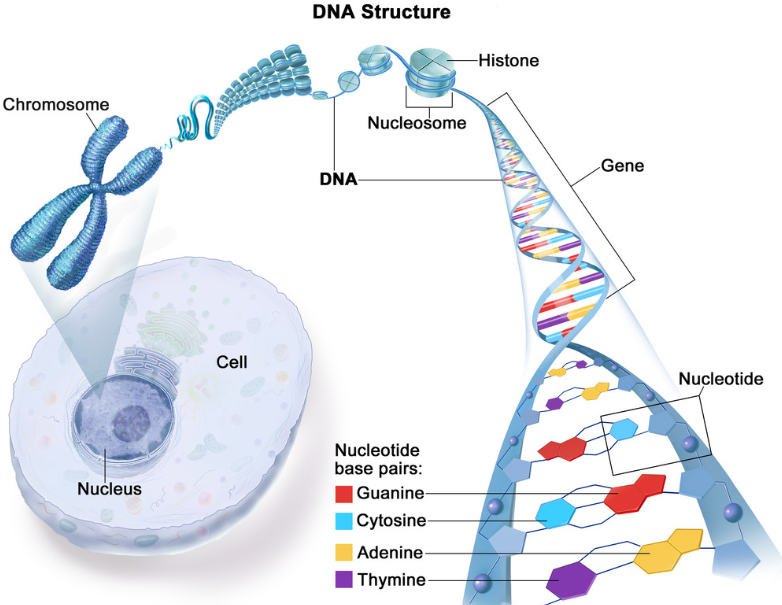 DNA Structure
Histone
Chromosome
Nucleosome
Gene
DNA
Cell
Nucleotide
Nucleotide
base pairs:
Guanine
Cytosine
Adenine
Thymine
Nucleus